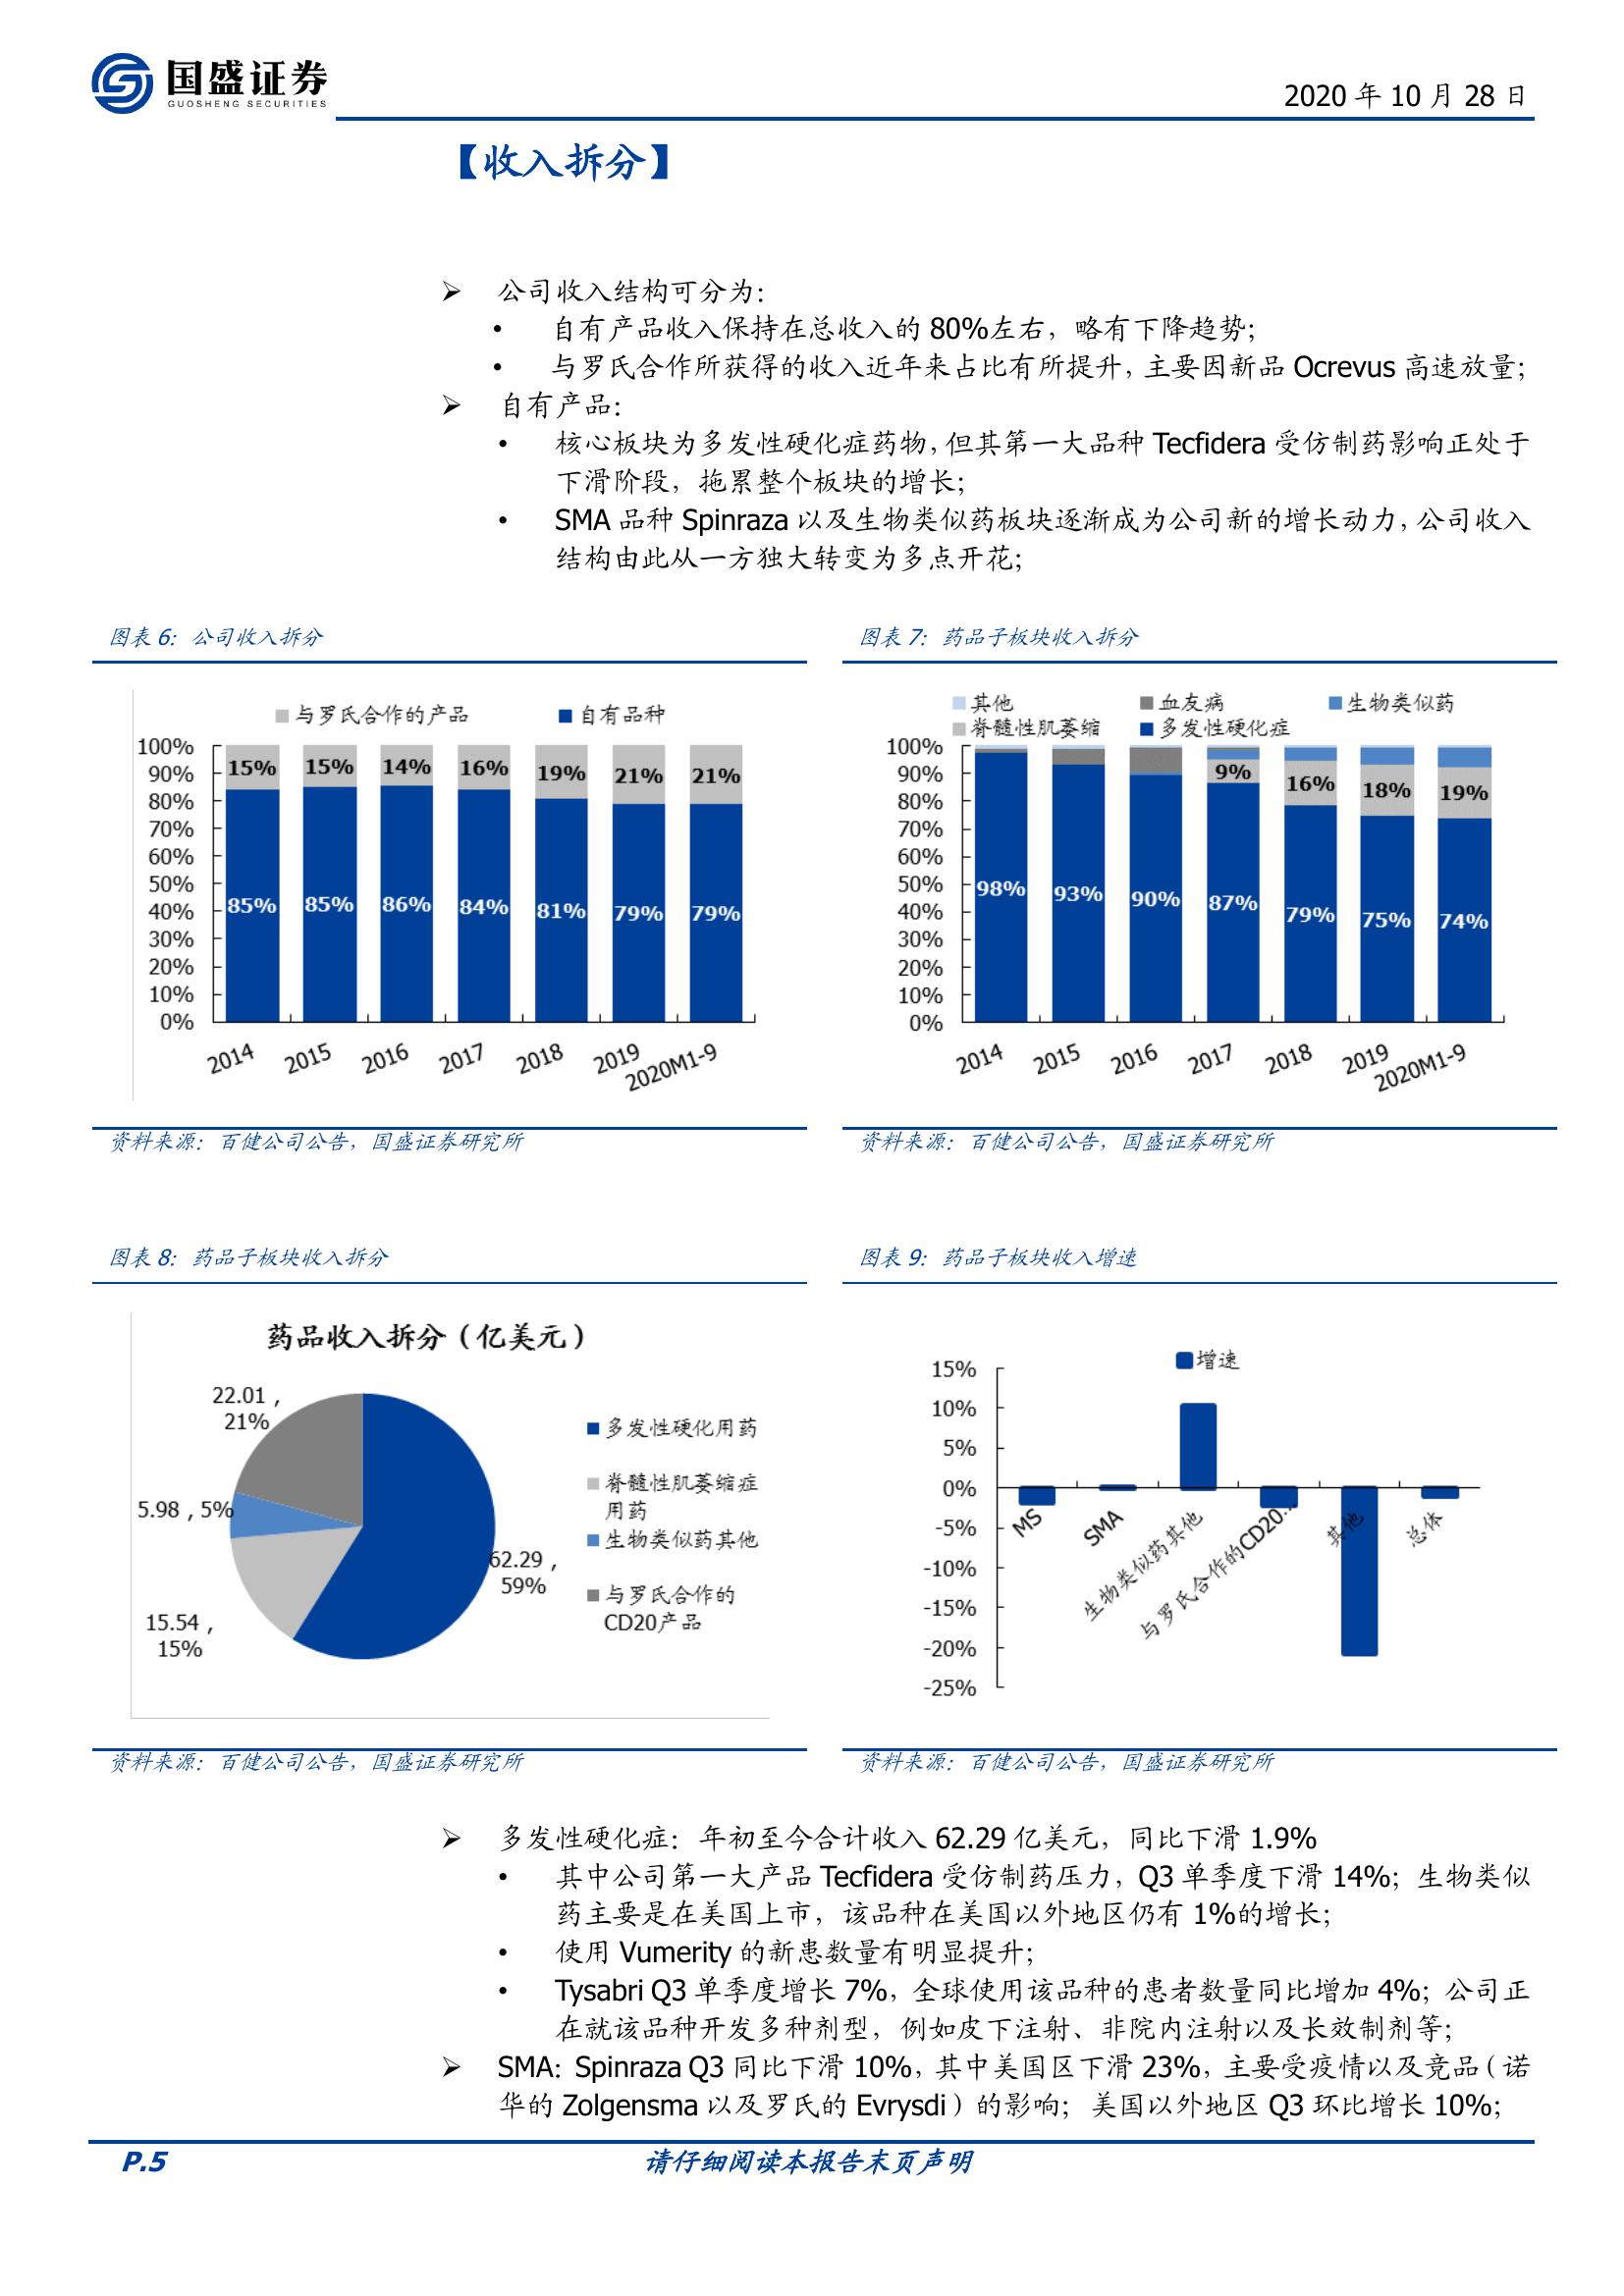 国盛证券
GUOSHENG SECURITIES
2020 年 10 月 28 日
【收入拆分】
➢ 公司收入结构可分为：
• 自有产品收入保持在总收入的 80%左右，略有下降趋势；
• 与罗氏合作所获得的收入近年来占比有所提升，主要因新品 Ocrevus 高速放量；
➢ 自有产品：
• 核心板块为多发性硬化症药物，但其第一大品种 Tecfidera 受仿制药影响正处于
下滑阶段，拖累整个板块的增长；
• SMA 品种 Spinraza 以及生物类似药板块逐渐成为公司新的增长动力，公司收入
结构由此从一方独大转变为多点开花；
图表 6：公司收入拆分
与罗氏合作的产品 自有品种
100%
90%
80%
70%
60%
50%
40%
30%
20%
10%
0%
15% 15% 14% 16% 19% 21% 21%
85% 85% 86% 84% 81% 79% 79%
2014 2015 2016 2017 2018 2019 2020M1-9
资料来源：百健公司公告，国盛证券研究所
图表 7：药品子板块收入拆分
其他 血友病 生物类似药
脊髓性肌萎缩 多发性硬化症
100%
90%
80%
70%
60%
50%
40%
30%
20%
10%
0%
9% 16% 18% 19%
98% 93% 90% 87% 79% 75% 74%
2014 2015 2016 2017 2018 2019 2020M1-9
资料来源：百健公司公告，国盛证券研究所
图表 8：药品子板块收入拆分
药品收入拆分（亿美元）
22.01 ,
21%
5.98 , 5%
15.54 ,
15%
62.29 ,
59%
多发性硬化用药
脊髓性肌萎缩症
用药
生物类似药其他
与罗氏合作的
CD20产品
资料来源：百健公司公告，国盛证券研究所
图表 9：药品子板块收入增速
增速
15%
10%
5%
0%
-5%
-10%
-15%
-20%
-25%
MS
SMA
生物类似药其他
与罗氏合作的CD20…
其他
总体
资料来源：百健公司公告，国盛证券研究所
➢ 多发性硬化症：年初至今合计收入 62.29 亿美元，同比下滑 1.9%
• 其中公司第一大产品 Tecfidera 受仿制药压力，Q3 单季度下滑 14%；生物类似
药主要是在美国上市，该品种在美国以外地区仍有 1%的增长；
• 使用 Vumerity 的新患数量有明显提升；
• Tysabri Q3 单季度增长 7%，全球使用该品种的患者数量同比增加 4%；公司正
在就该品种开发多种剂型，例如皮下注射、非院内注射以及长效制剂等；
➢ SMA：Spinraza Q3 同比下滑 10%，其中美国区下滑 23%，主要受疫情以及竞品（诺
华的 Zolgensma 以及罗氏的 Evrysdi）的影响；美国以外地区 Q3 环比增长 10%；
P.5
请仔细阅读本报告末页声明